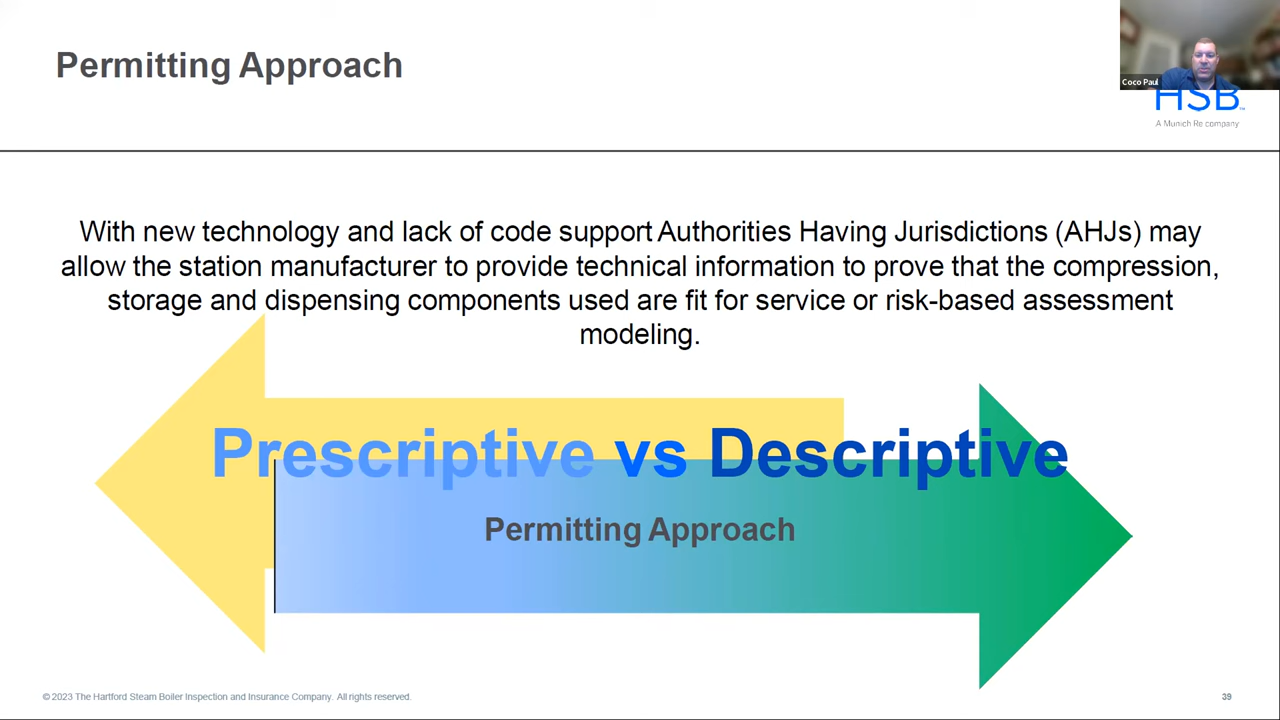 Permitting Approach
Coco Paul
HSB
A Munich Re company
With new technology and lack of code support Authorities Having Jurisdictions (AHJs) may
allow the station manufacturer to provide technical information to prove that the compression,
storage and dispensing components used are fit for service or risk-based assessment
modeling.
Prescriptive vs Descriptive
Permitting Approach
© 2023 The Hartford Steam Boiler Inspection and Insurance Company. All rights reserved.
39